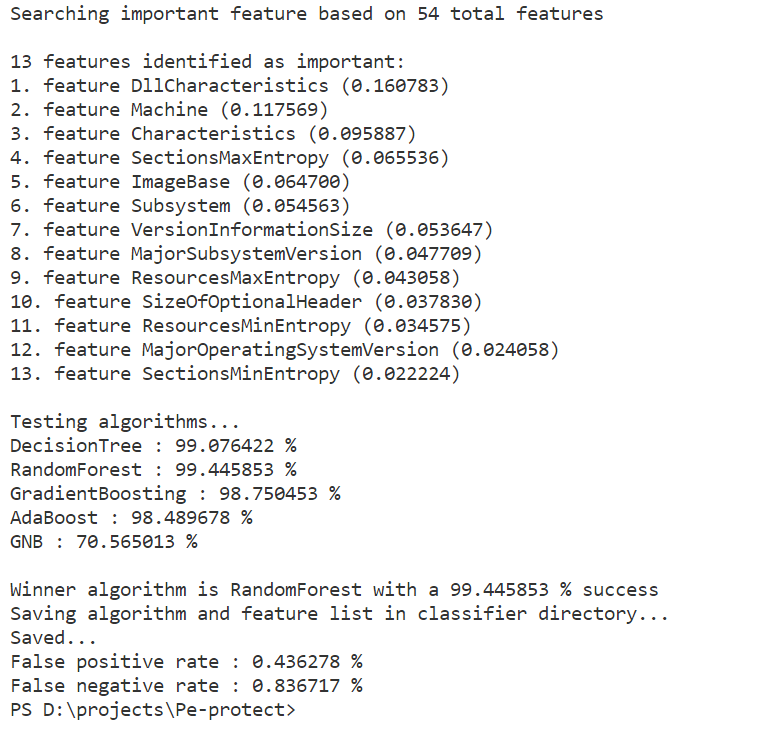 Searching important feature based on 54 total features
13 features identified as important:
1. feature DllCharacteristics (0.160783)
2. feature Machine (0.117569)
3. feature Characteristics (0.095887)
4. feature SectionsMaxEntropy (0.065536)
5. feature ImageBase (0.064700)
6. feature Subsystem (0.054563)
7. feature VersionInformationSize (0.053647)
8. feature MajorSubsystemVersion (0.047709)
9. feature ResourcesMaxEntropy (0.043058)
10. feature SizeOfOptionalHeader (0.037830)
11. feature ResourcesMinEntropy (0.034575)
12. feature MajorOperatingSystemVersion (0.024058)
13. feature SectionsMinEntropy (0.022224)
Testing algorithms...
DecisionTree : 99.076422 %
RandomForest : 99.445853 %
GradientBoosting : 98.750453 %
AdaBoost : 98.489678 %
GNB : 70.565013 %
Winner algorithm is RandomForest with a 99.445853 % success
Saving algorithm and feature list in classifier directory...
Saved...
False positive rate : 0.436278 %
False negative rate : 0.836717 %
PS D:\projects\Pe-protect>